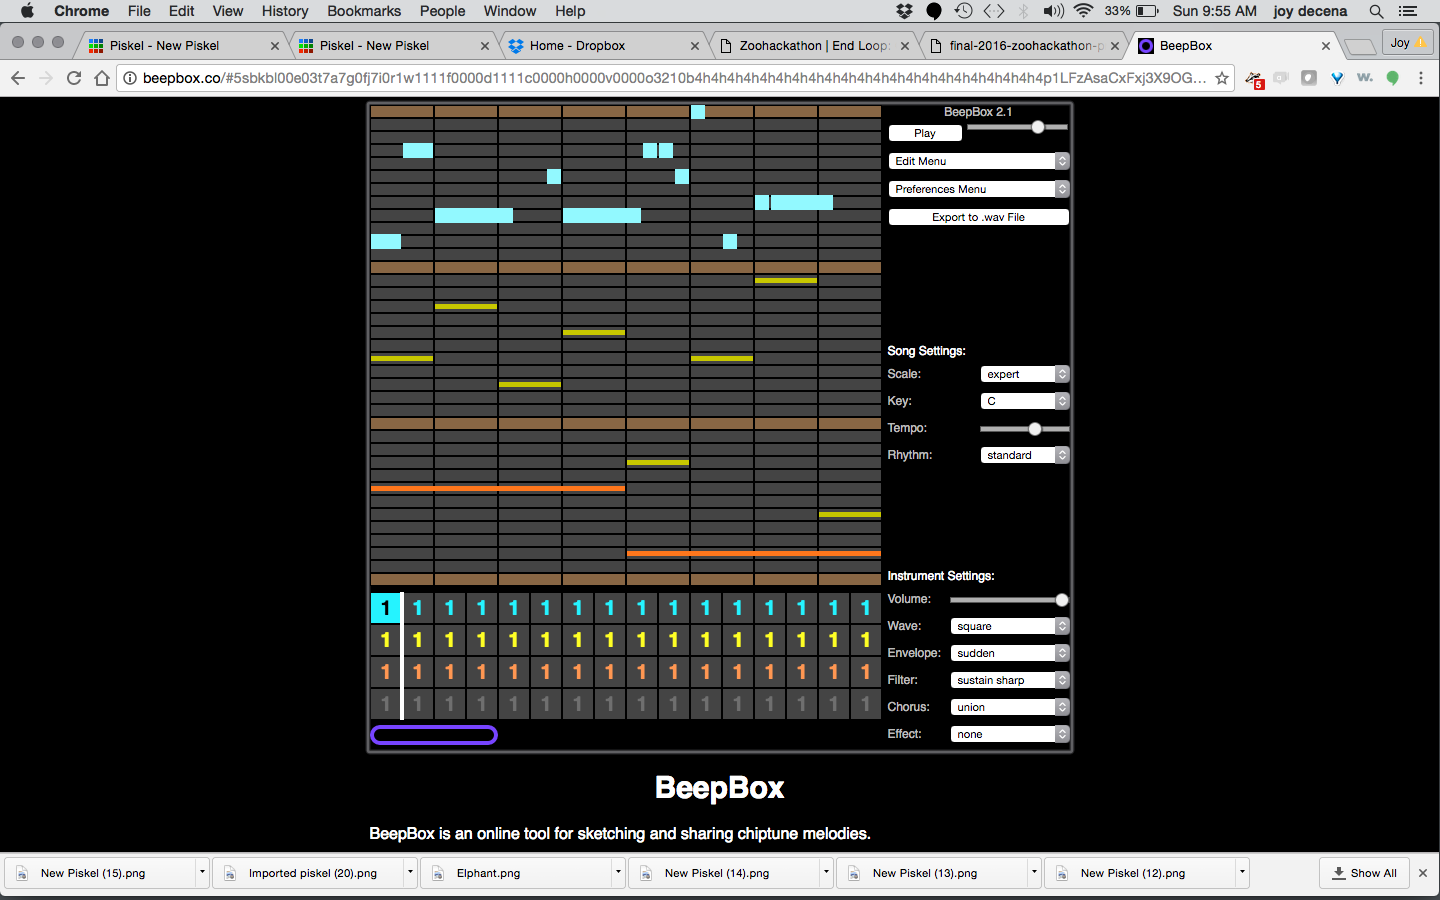 Chrome File Edit View History Bookmarks People Window Help 33% Sun 9:55 AM joy decena
Piskel - New Piskel Piskel - New Piskel Home - Dropbox Zoohackathon | End Loop: final-2016-zoohackathon-p BeepBox Joy
beepbox.co/#5sbkbl00e03t7a7g0fj7i0r1w1111f0000d1111c0000h0000v0000o3210b4h4h4h4h4h4h4h4h4h4h4h4h4h4h4h4h4h4h4h4h4p1LFzAsaCxFxj3X9OG...
5
w.
BeepBox 2.1
Play
Edit Menu
Preferences Menu
Export to .wav File
Song Settings:
Scale: expert
Key: C
Tempo:
Rhythm: standard
Instrument Settings:
Volume:
Wave: square
Envelope: sudden
Filter: sustain sharp
Chorus: union
Effect: none
1 1 1 1 1 1 1 1 1 1 1 1 1 1 1 1
1 1 1 1 1 1 1 1 1 1 1 1 1 1 1 1
1 1 1 1 1 1 1 1 1 1 1 1 1 1 1 1
1 1 1 1 1 1 1 1 1 1 1 1 1 1 1 1
BeepBox
BeepBox is an online tool for sketching and sharing chiptune melodies.
New Piskel (15).png Imported piskel (20).png Elphant.png New Piskel (14).png New Piskel (13).png New Piskel (12).png Show All